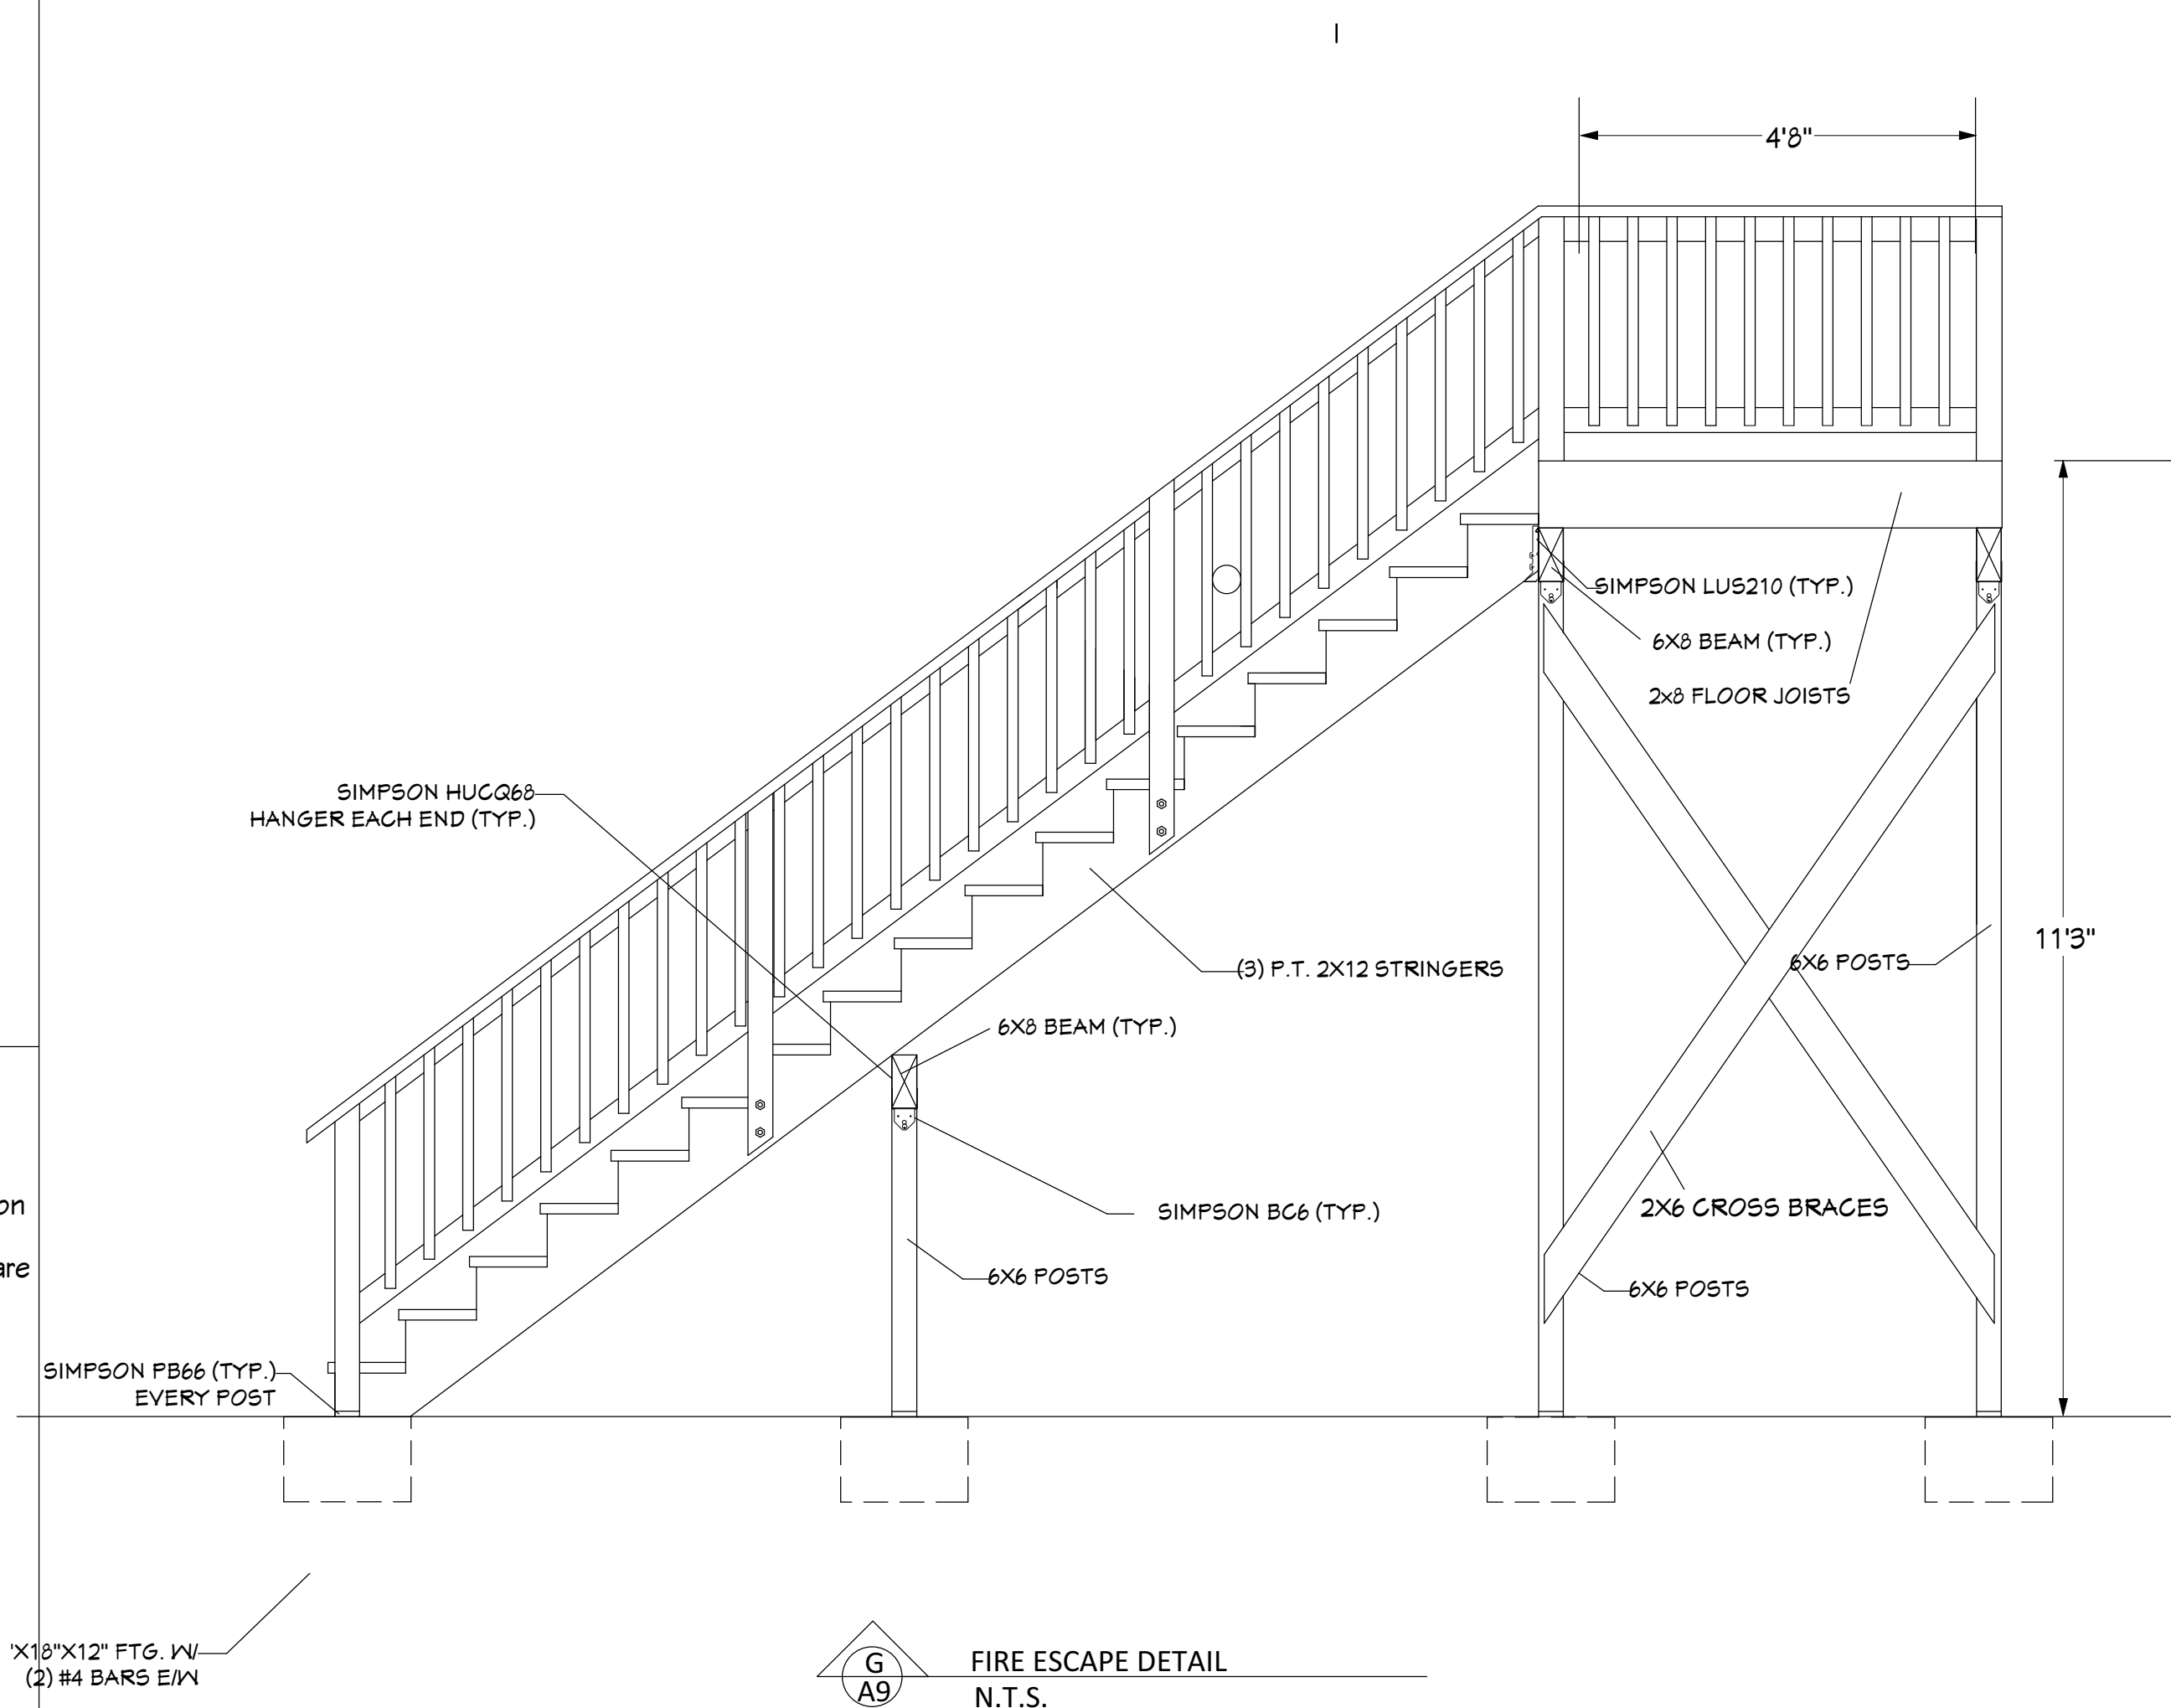 4'8"
SIMPSON LUS210 (TYP.)
6X8 BEAM (TYP.)
2x8 FLOOR JOISTS
SIMPSON HUCQ68
HANGER EACH END (TYP.)
11'3"
6X6 POSTS
(3) P.T. 2X12 STRINGERS
6X8 BEAM (TYP.)
on
2X6 CROSS BRACES
SIMPSON BC6 (TYP.)
are
6X6 POSTS
6X6 POSTS
SIMPSON PB66 (TYP.)
EVERY POST
'X18"X12" FTG. W/
(2) #4 BARS E/W
G
A9
FIRE ESCAPE DETAIL
N.T.S.